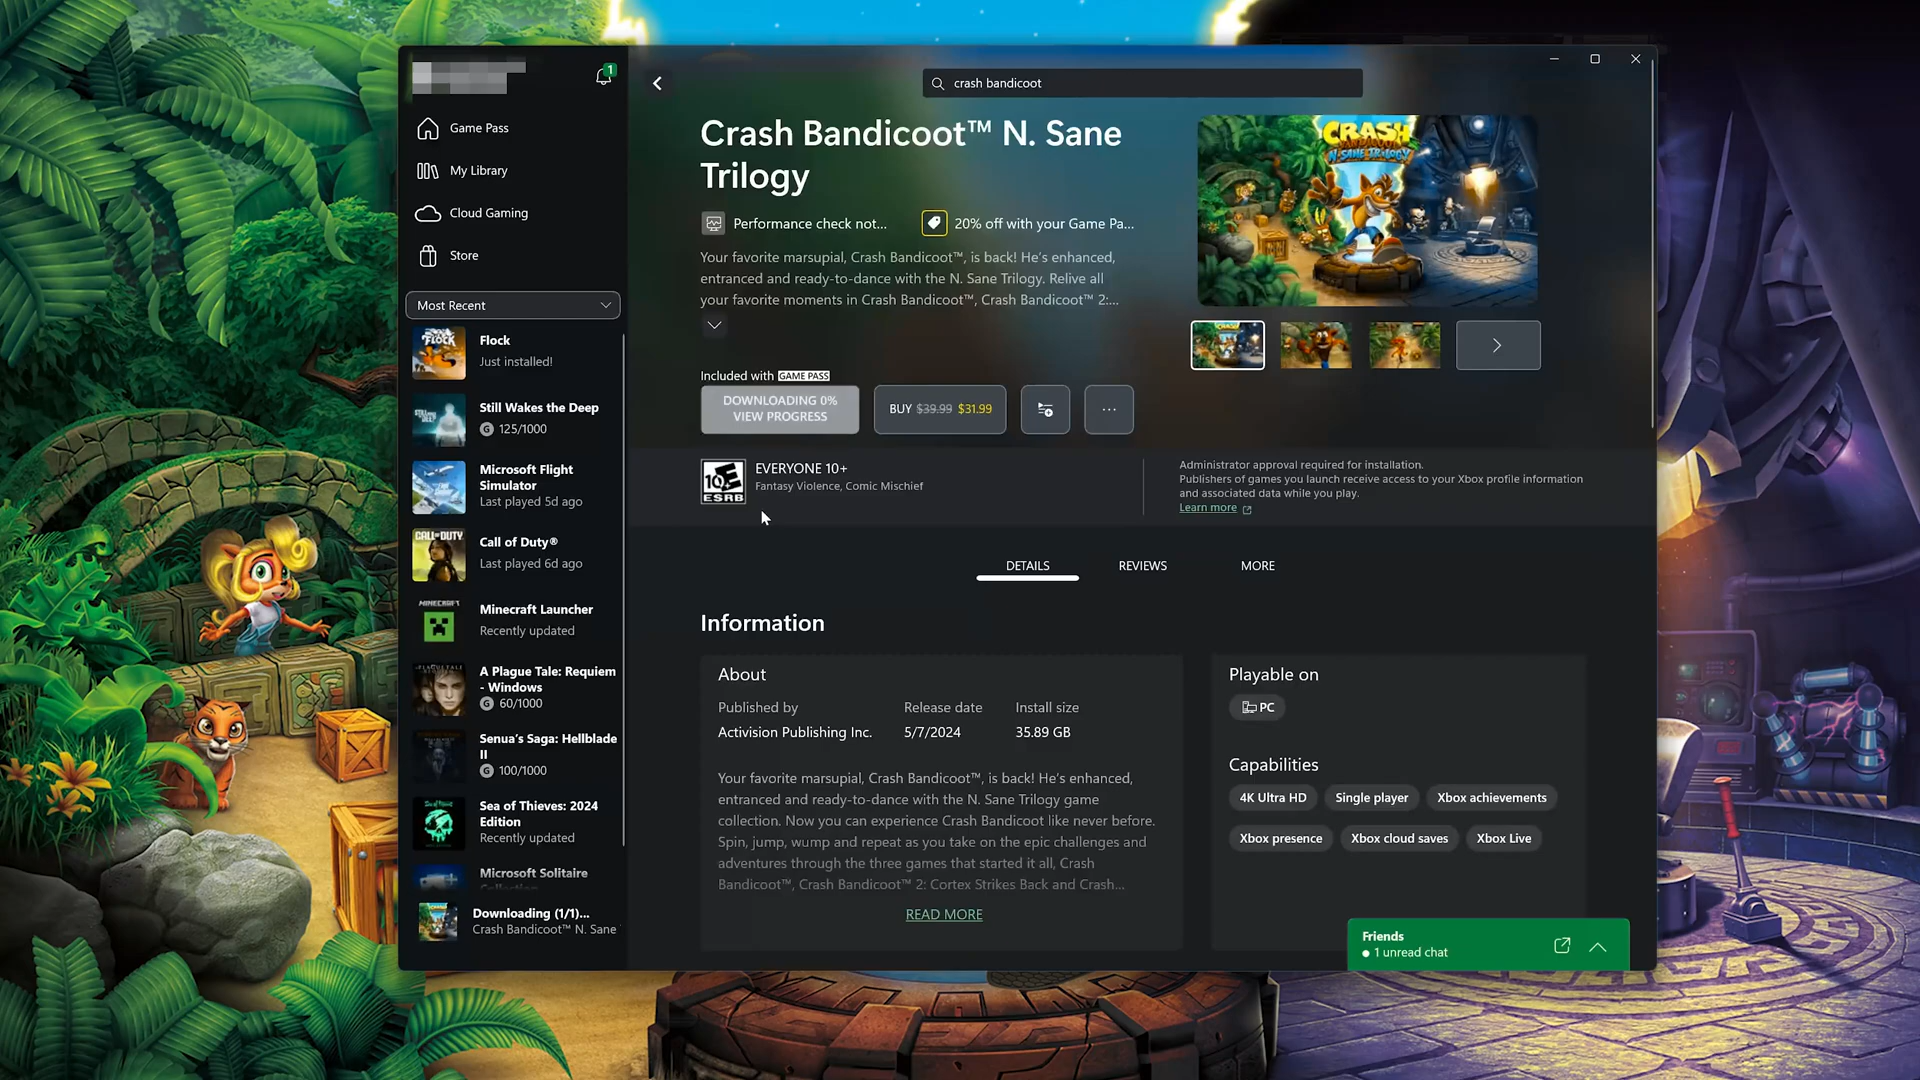 1
Game Pass
My Library
Cloud Gaming
Store
Most Recent
FLOCK
Flock
Just installed!
Still Wakes the Deep
G 125/1000
Microsoft Flight
Simulator
Last played 5d ago
CALL OF DUTY
Call of Duty®
Last played 6d ago
MINECRAFT
Minecraft Launcher
Recently updated
A Plague Tale: Requiem
- Windows
G 60/1000
Senua's Saga: Hellblade
II
G 100/1000
Sea of Thieves: 2024
Edition
Recently updated
Microsoft Solitaire
Collection
Downloading (1/1)...
Crash Bandicoot™ N. Sane
crash bandicoot
Crash Bandicoot™ N. Sane
Trilogy
Performance check not...
20% off with your Game Pa...
Your favorite marsupial, Crash Bandicoot™, is back! He's enhanced,
entranced and ready-to-dance with the N. Sane Trilogy. Relive all
your favorite moments in Crash Bandicoot™, Crash Bandicoot™ 2:...
CRASH
BANDICOOT
N. SANE TRILOGY
Included with GAME PASS
DOWNLOADING 0%
VIEW PROGRESS
BUY $39.99 $31.99
E
10+
ESRB
EVERYONE 10+
Fantasy Violence, Comic Mischief
Administrator approval required for installation.
Publishers of games you launch receive access to your Xbox profile information
and associated data while you play.
Learn more
DETAILS
REVIEWS
MORE
Information
About
Published by
Release date
Install size
Activision Publishing Inc.
5/7/2024
35.89 GB
Your favorite marsupial, Crash Bandicoot™, is back! He's enhanced,
entranced and ready-to-dance with the N. Sane Trilogy game
collection. Now you can experience Crash Bandicoot like never before.
Spin, jump, wump and repeat as you take on the epic challenges and
adventures through the three games that started it all, Crash
Bandicoot™, Crash Bandicoot™ 2: Cortex Strikes Back and Crash...
READ MORE
Playable on
PC
Capabilities
4K Ultra HD
Single player
Xbox achievements
Xbox presence
Xbox cloud saves
Xbox Live
Friends
1 unread chat